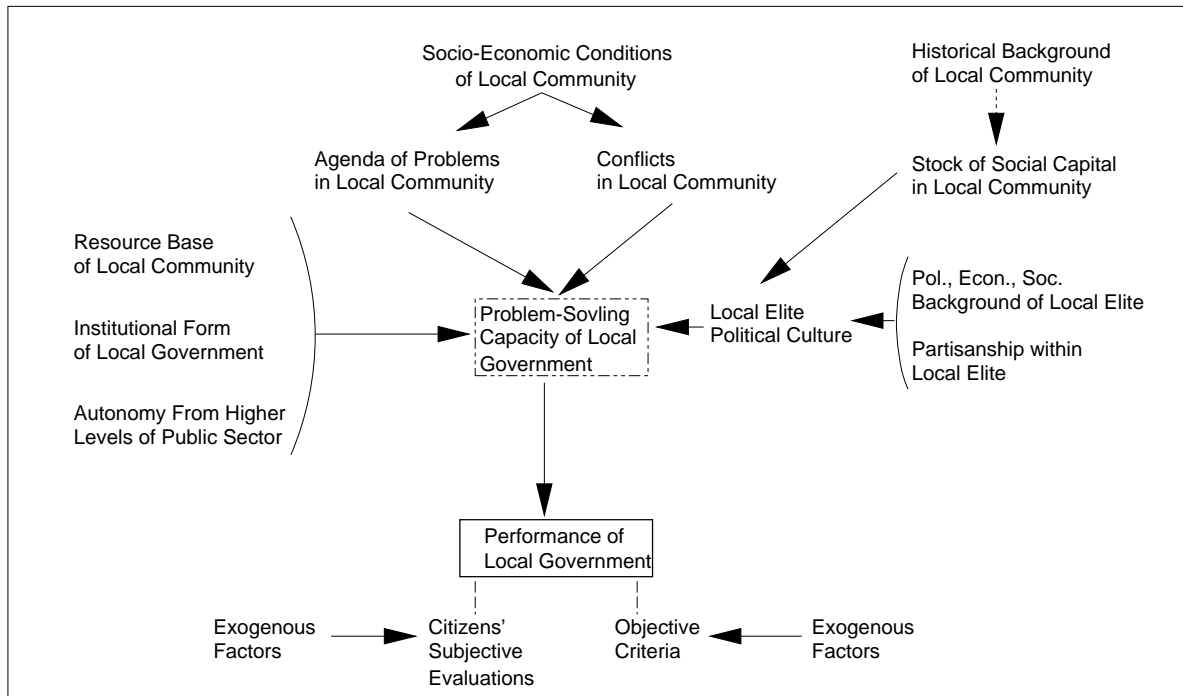 Socio-Economic Conditions
of Local Community
Historical Background
of Local Community
Agenda of Problems
in Local Community
Conflicts
in Local Community
Stock of Social Capital
in Local Community
Resource Base
of Local Community
Institutional Form
of Local Government
Autonomy From Higher
Levels of Public Sector
Problem-Sovling
Capacity of Local
Government
Local Elite
Political Culture
Pol., Econ., Soc.
Background of Local Elite
Partisanship within
Local Elite
Performance of
Local Government
Exogenous
Factors
Citizens’
Subjective
Evaluations
Objective
Criteria
Exogenous
Factors